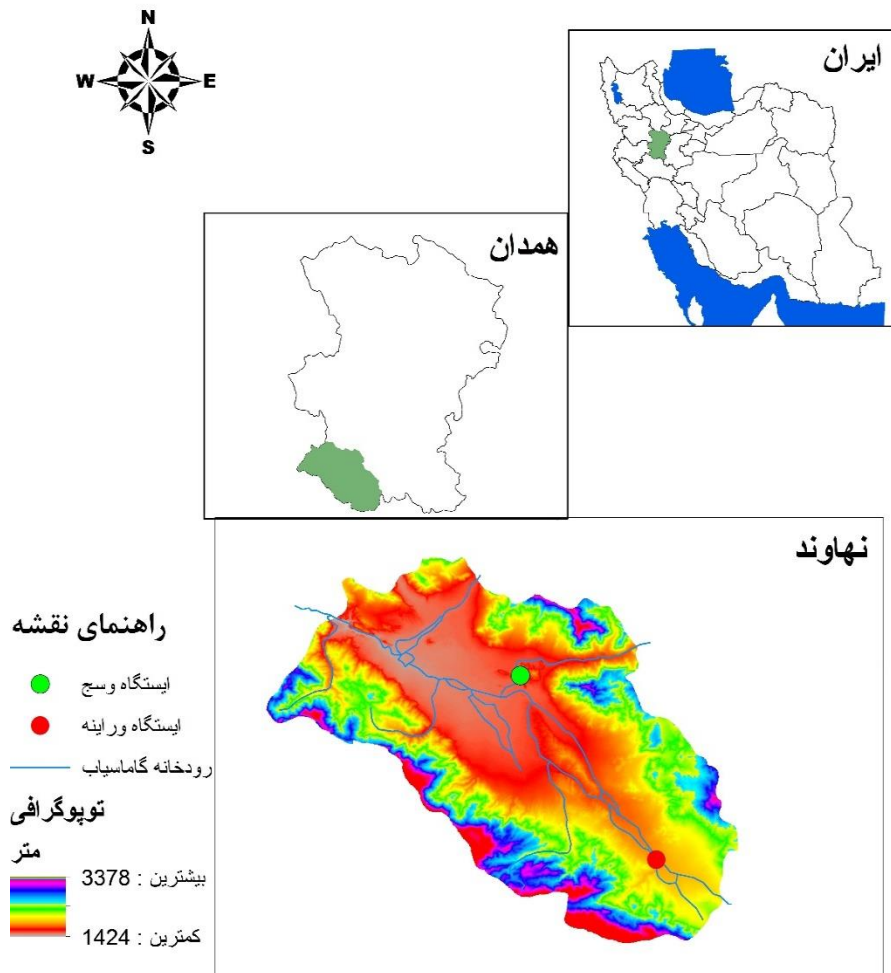 N
W
E
S
ایران
همدان
نهاوند
راهنمای نقشه
ایستگاه وسج
ایستگاه وراینه
رودخانه گاماسیاب
توپوگرافی
متر
بیشترین : 3378
کمترین : 1424